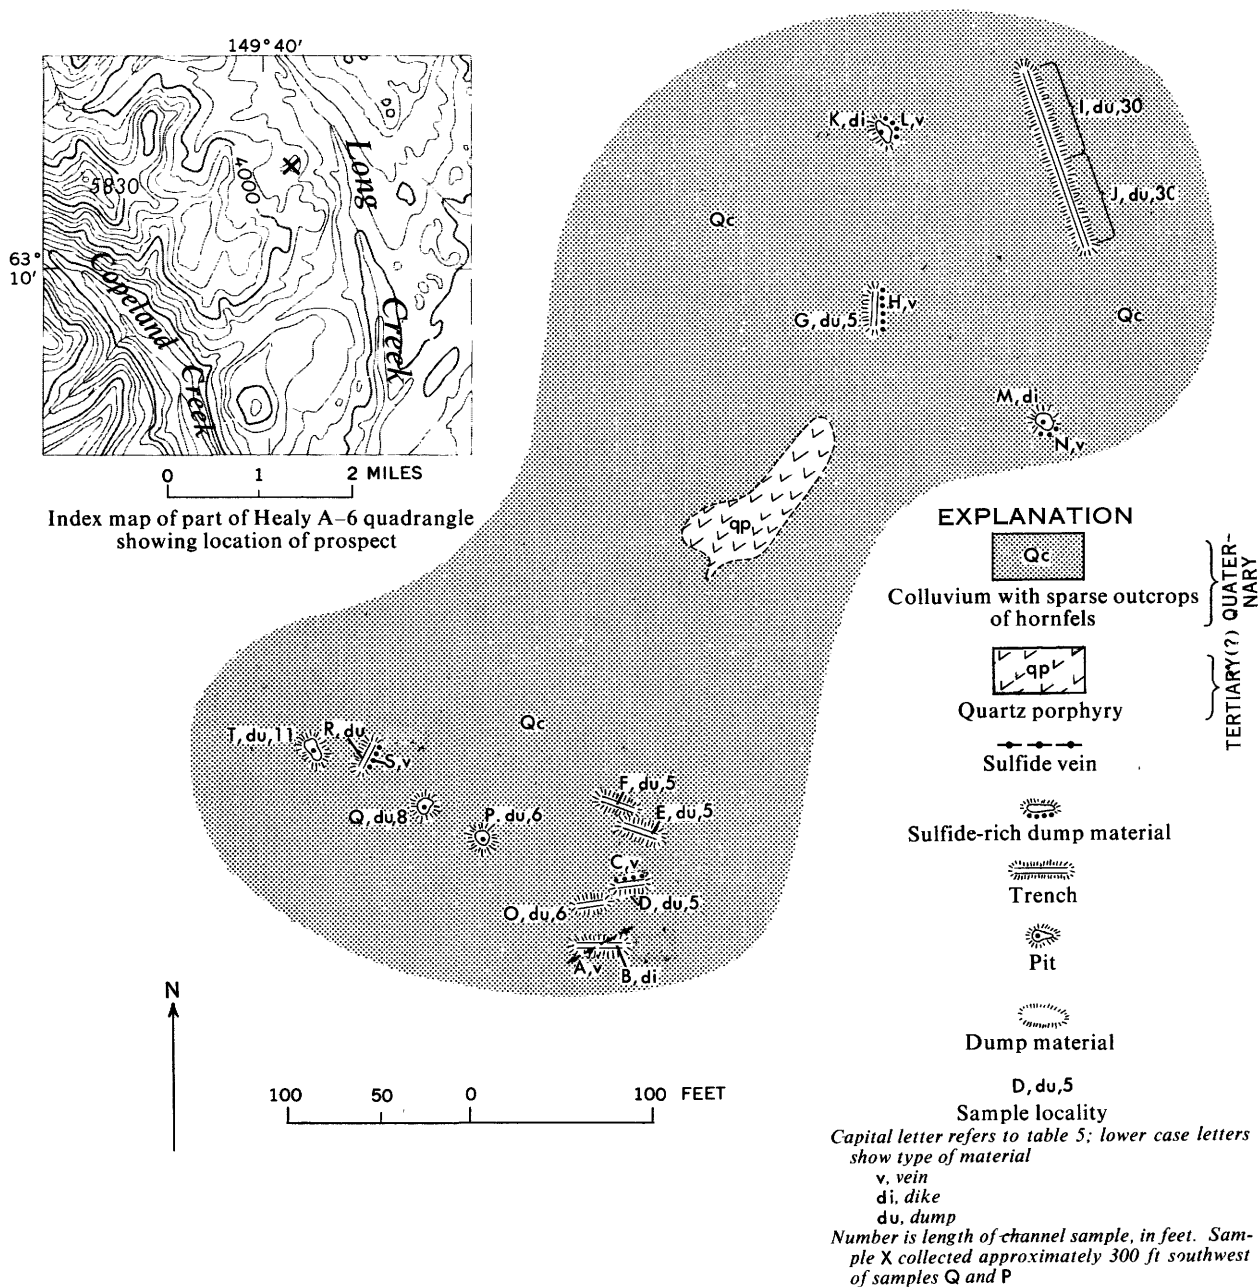 149° 40′
Long
Creek
4000
5830
63°
10′
Copeland
Creek
X
0 1 2 MILES
Index map of part of Healy A–6 quadrangle
showing location of prospect
K, di
L, v
I, du, 30
J, du, 30
Qc
G, du, 5
H, v
Qc
M, di
N, v
qp
Qc
T, du, 11
R, du
S, v
Q, du, 8
P, du, 6
F, du, 5
E, du, 5
C, v
D, du, 5
O, du, 6
A, v
B, di
N
100 50 0 100 FEET
EXPLANATION
Qc
Colluvium with sparse outcrops
of hornfels
QUATER-
NARY
qp
Quartz porphyry
TERTIARY(?)
Sulfide vein
Sulfide-rich dump material
Trench
Pit
Dump material
D, du, 5
Sample locality
Capital letter refers to table 5; lower case letters
show type of material
v, vein
di, dike
du, dump
Number is length of channel sample, in feet. Sam-
ple X collected approximately 300 ft southwest
of samples Q and P